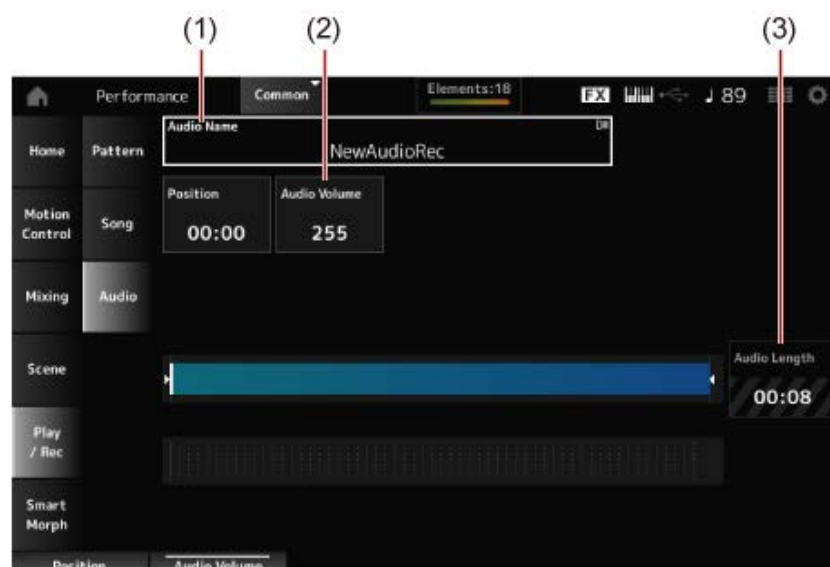 (1) (2) (3)
Performance Common Elements:18 FX 89
Audio Name
NewAudioRec
Home Pattern
Position Audio Volume
00:00 255
Motion
Control
Song
Mixing Audio
Scene
Audio Length
00:08
Play
/ Rec
Smart
Morph
Position Audio Volume